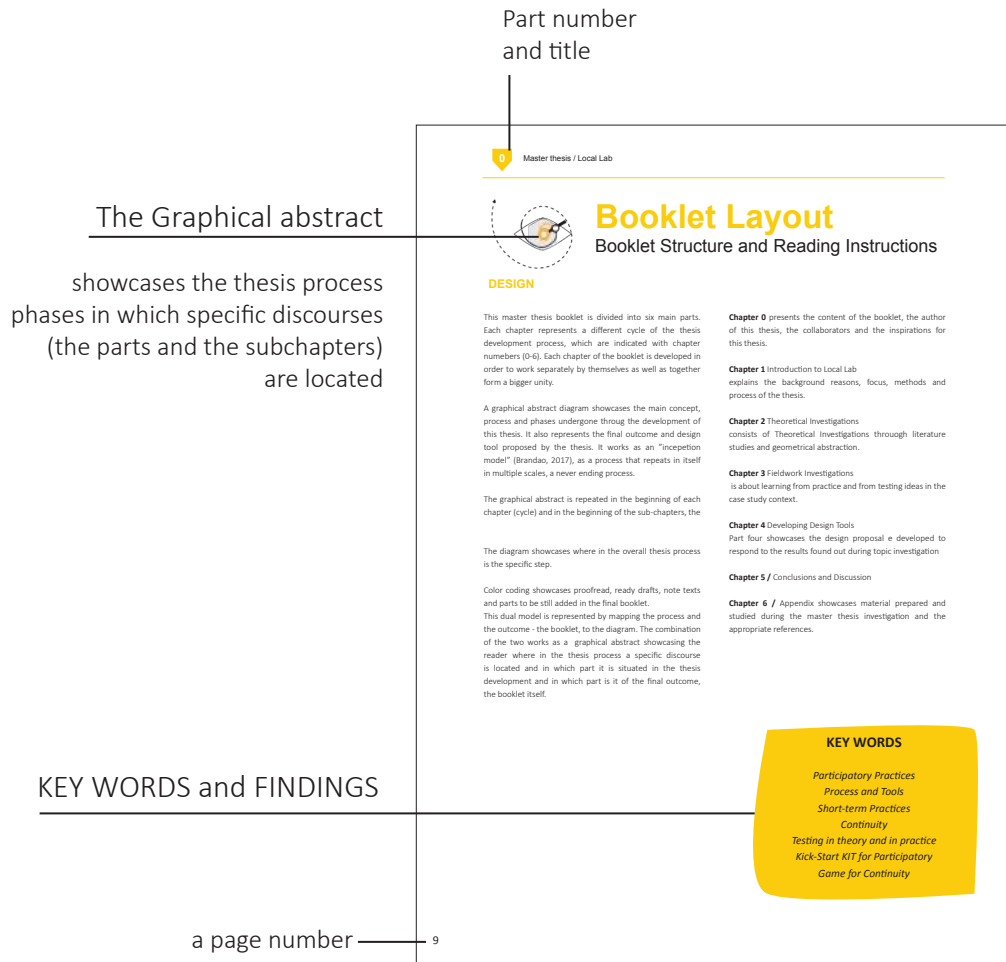 Part number
and title
0
Master thesis / Local Lab
The Graphical abstract
showcases the thesis process
phases in which specific discourses
(the parts and the subchapters)
are located
Booklet Layout
Booklet Structure and Reading Instructions
DESIGN
This master thesis booklet is divided into six main parts.
Each chapter represents a different cycle of the thesis
development process, which are indicated with chapter
numebers (0-6). Each chapter of the booklet is developed in
order to work separately by themselves as well as together
form a bigger unity.
A graphical abstract diagram showcases the main concept,
process and phases undergone throug the development of
this thesis. It also represents the final outcome and design
tool proposed by the thesis. It works as an “incepetion
model” (Brandao, 2017), as a process that repeats in itself
in multiple scales, a never ending process.
The graphical abstract is repeated in the beginning of each
chapter (cycle) and in the beginning of the sub-chapters, the
The diagram showcases where in the overall thesis process
is the specific step.
Color coding showcases proofread, ready drafts, note texts
and parts to be still added in the final booklet.
This dual model is represented by mapping the process and
the outcome - the booklet, to the diagram. The combination
of the two works as a graphical abstract showcasing the
reader where in the thesis process a specific discourse
is located and in which part it is situated in the thesis
development and in which part is it of the final outcome,
the booklet itself.
Chapter 0 presents the content of the booklet, the author
of this thesis, the collaborators and the inspirations for
this thesis.
Chapter 1 Introduction to Local Lab
explains the background reasons, focus, methods and
process of the thesis.
Chapter 2 Theoretical Investigations
consists of Theoretical Investigations throuogh literature
studies and geometrical abstraction.
Chapter 3 Fieldwork Investigations
is about learning from practice and from testing ideas in the
case study context.
Chapter 4 Developing Design Tools
Part four showcases the design proposal e developed to
respond to the results found out during topic investigation
Chapter 5 / Conclusions and Discussion
Chapter 6 / Appendix showcases material prepared and
studied during the master thesis investigation and the
appropriate references.
KEY WORDS and FINDINGS
KEY WORDS
Participatory Practices
Process and Tools
Short-term Practices
Continuity
Testing in theory and in practice
Kick-Start KIT for Participatory
Game for Continuity
a page number
9